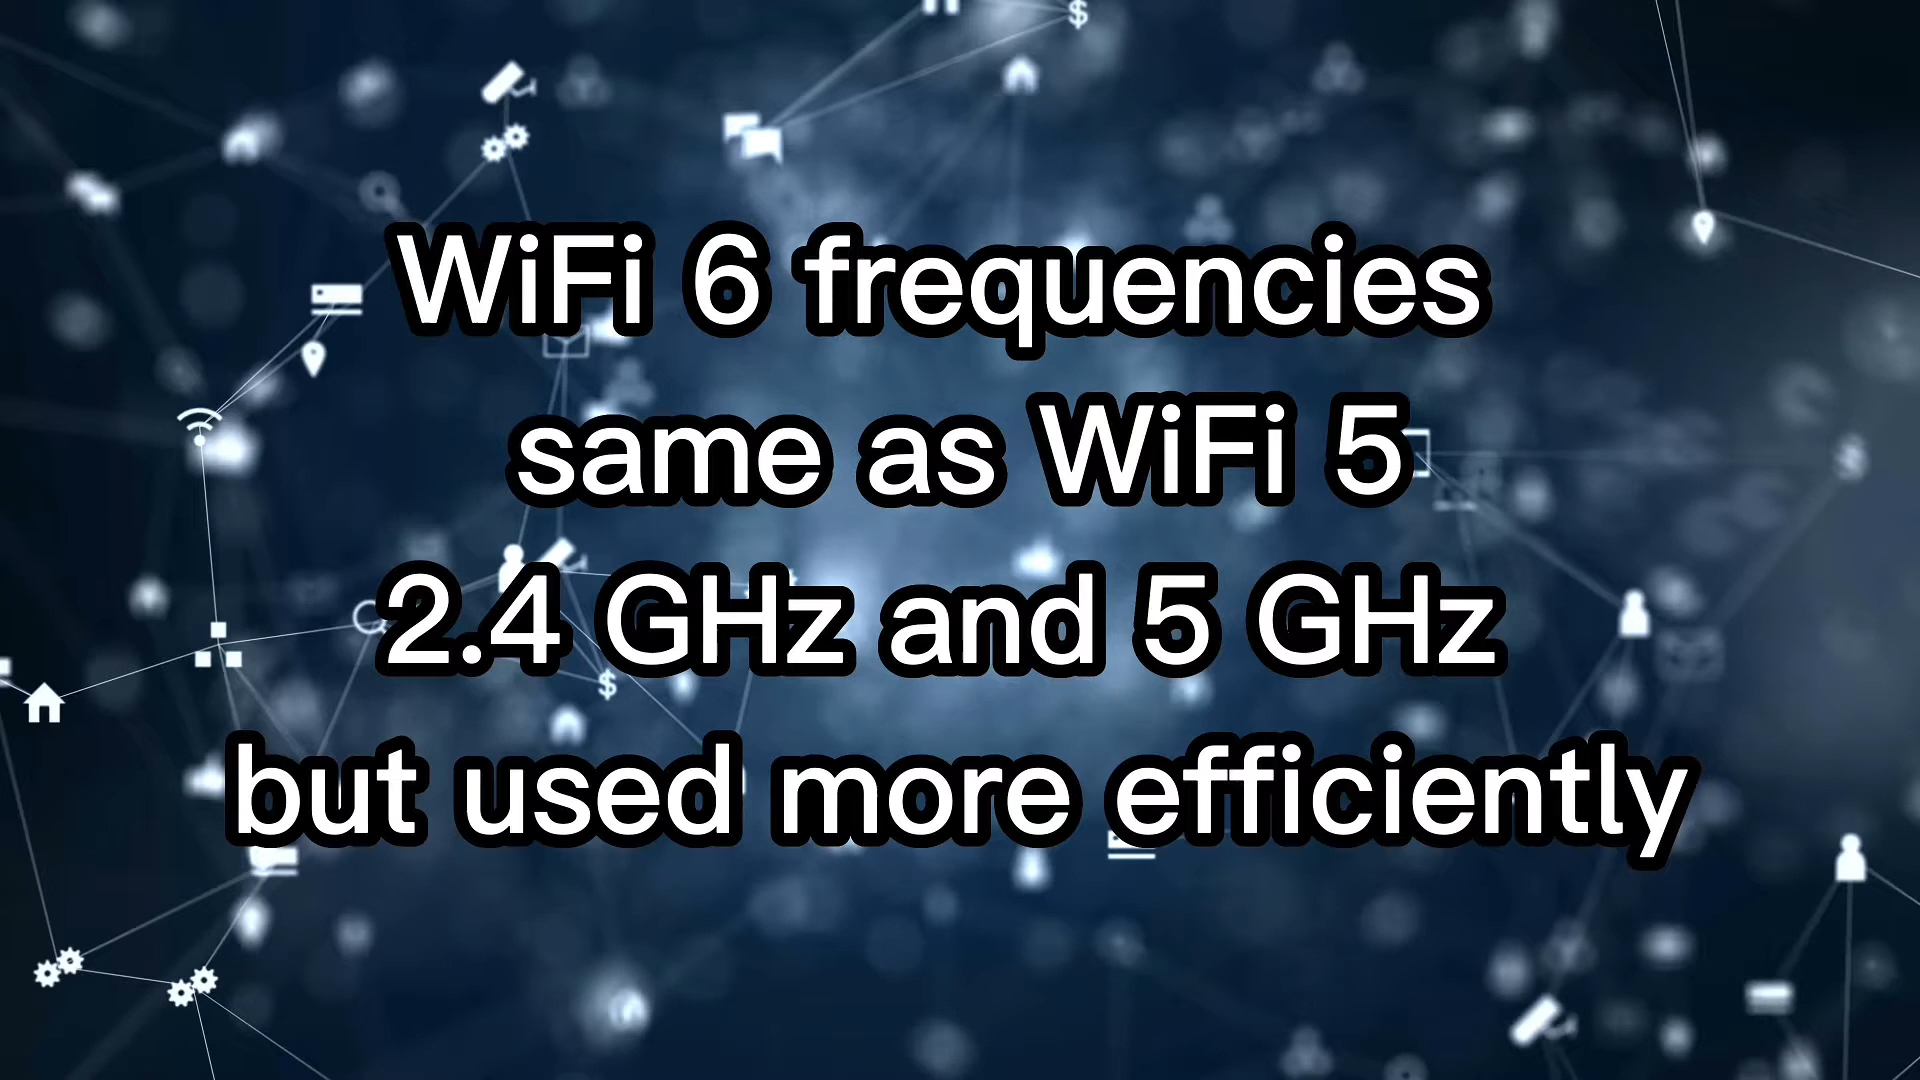 WiFi 6 frequencies
same as WiFi 5
2.4 GHz and 5 GHz
but used more efficiently